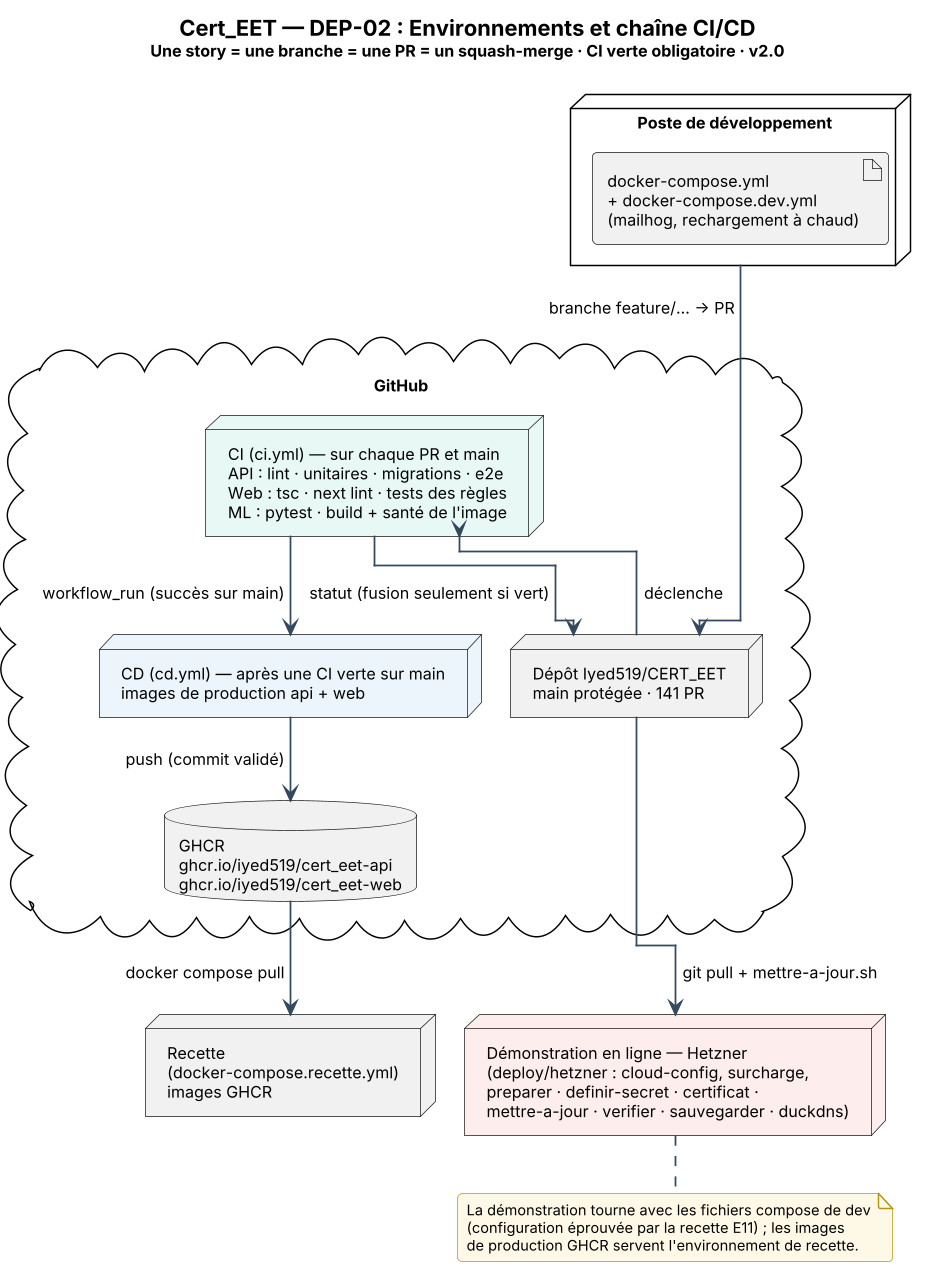 Cert_EET — DEP-02 : Environnements et chaîne CI/CD
Une story = une branche = une PR = un squash-merge · CI verte obligatoire · v2.0
Poste de développement
docker-compose.yml
+ docker-compose.dev.yml
(mailhog, rechargement à chaud)
branche feature/... → PR
GitHub
CI (ci.yml) — sur chaque PR et main
API : lint · unitaires · migrations · e2e
Web : tsc · next lint · tests des règles
ML : pytest · build + santé de l'image
workflow_run (succès sur main)
statut (fusion seulement si vert)
déclenche
CD (cd.yml) — après une CI verte sur main
images de production api + web
Dépôt Iyed519/CERT_EET
main protégée · 141 PR
push (commit validé)
GHCR
ghcr.io/iyed519/cert_eet-api
ghcr.io/iyed519/cert_eet-web
docker compose pull
git pull + mettre-a-jour.sh
Recette
(docker-compose.recette.yml)
images GHCR
Démonstration en ligne — Hetzner
(deploy/hetzner : cloud-config, surcharge,
preparer · definir-secret · certificat ·
mettre-a-jour · verifier · sauvegarder · duckdns)
La démonstration tourne avec les fichiers compose de dev
(configuration éprouvée par la recette E11) ; les images
de production GHCR servent l'environnement de recette.